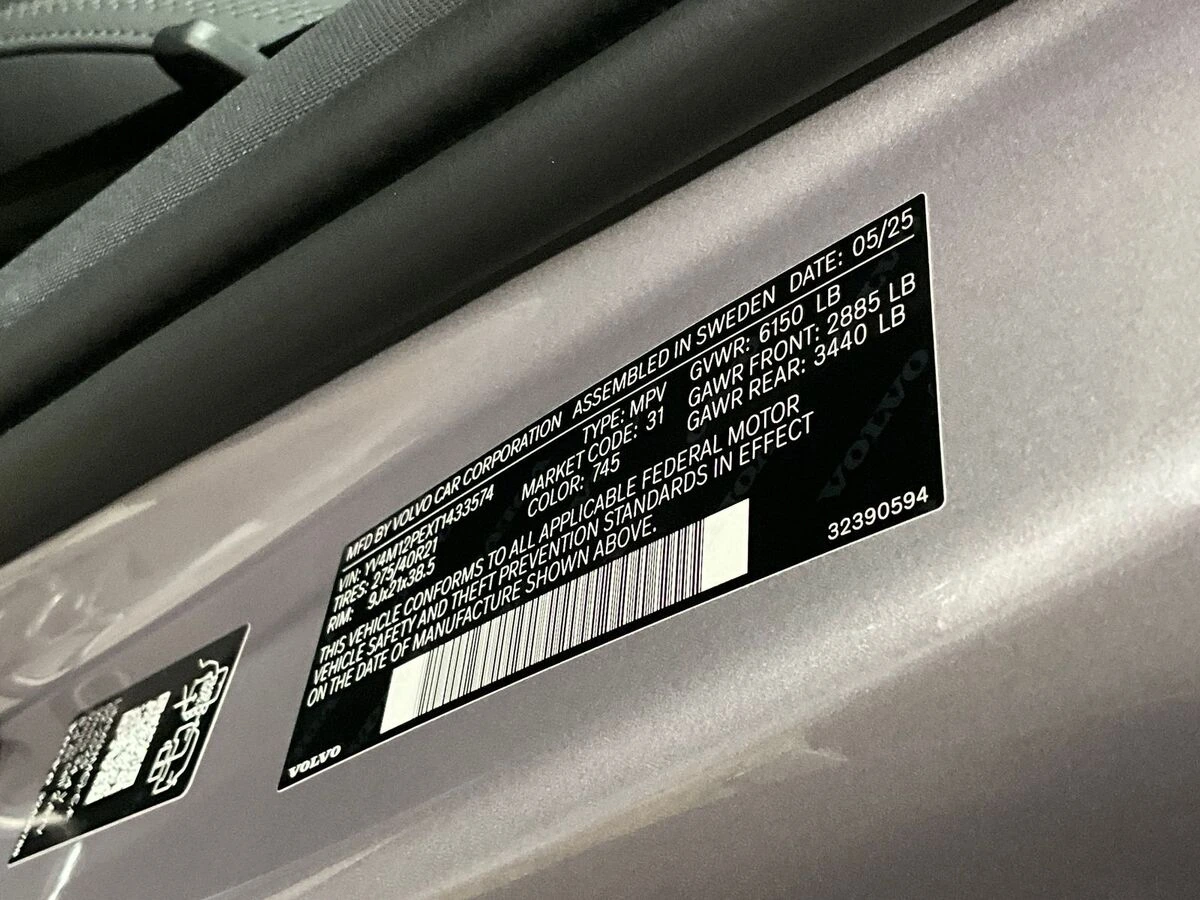 MFD BY VOLVO CAR CORPORATION ASSEMBLED IN SWEDEN DATE: 05/25
VIN: YV4M12PEXT1433574 TYPE: MPV GVWR: 6150 LB
TIRES: 275/40R21 MARKET CODE: 31 GAWR FRONT: 2885 LB
RIM: 9Jx21x38.5 COLOR: 745 GAWR REAR: 3440 LB
THIS VEHICLE CONFORMS TO ALL APPLICABLE FEDERAL MOTOR
VEHICLE SAFETY AND THEFT PREVENTION STANDARDS IN EFFECT
ON THE DATE OF MANUFACTURE SHOWN ABOVE.
32390594
VOLVO
VOLVO